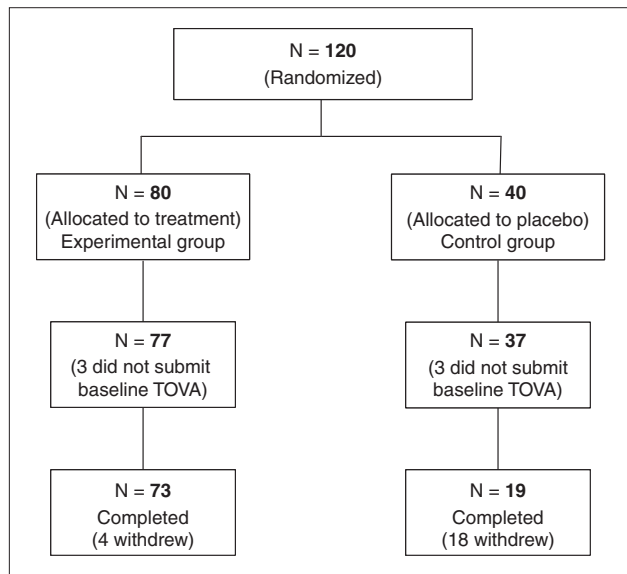 N = 120
(Randomized)
N = 80
(Allocated to treatment)
Experimental group
N = 40
(Allocated to placebo)
Control group
N = 77
(3 did not submit
baseline TOVA)
N = 37
(3 did not submit
baseline TOVA)
N = 73
Completed
(4 withdrew)
N = 19
Completed
(18 withdrew)